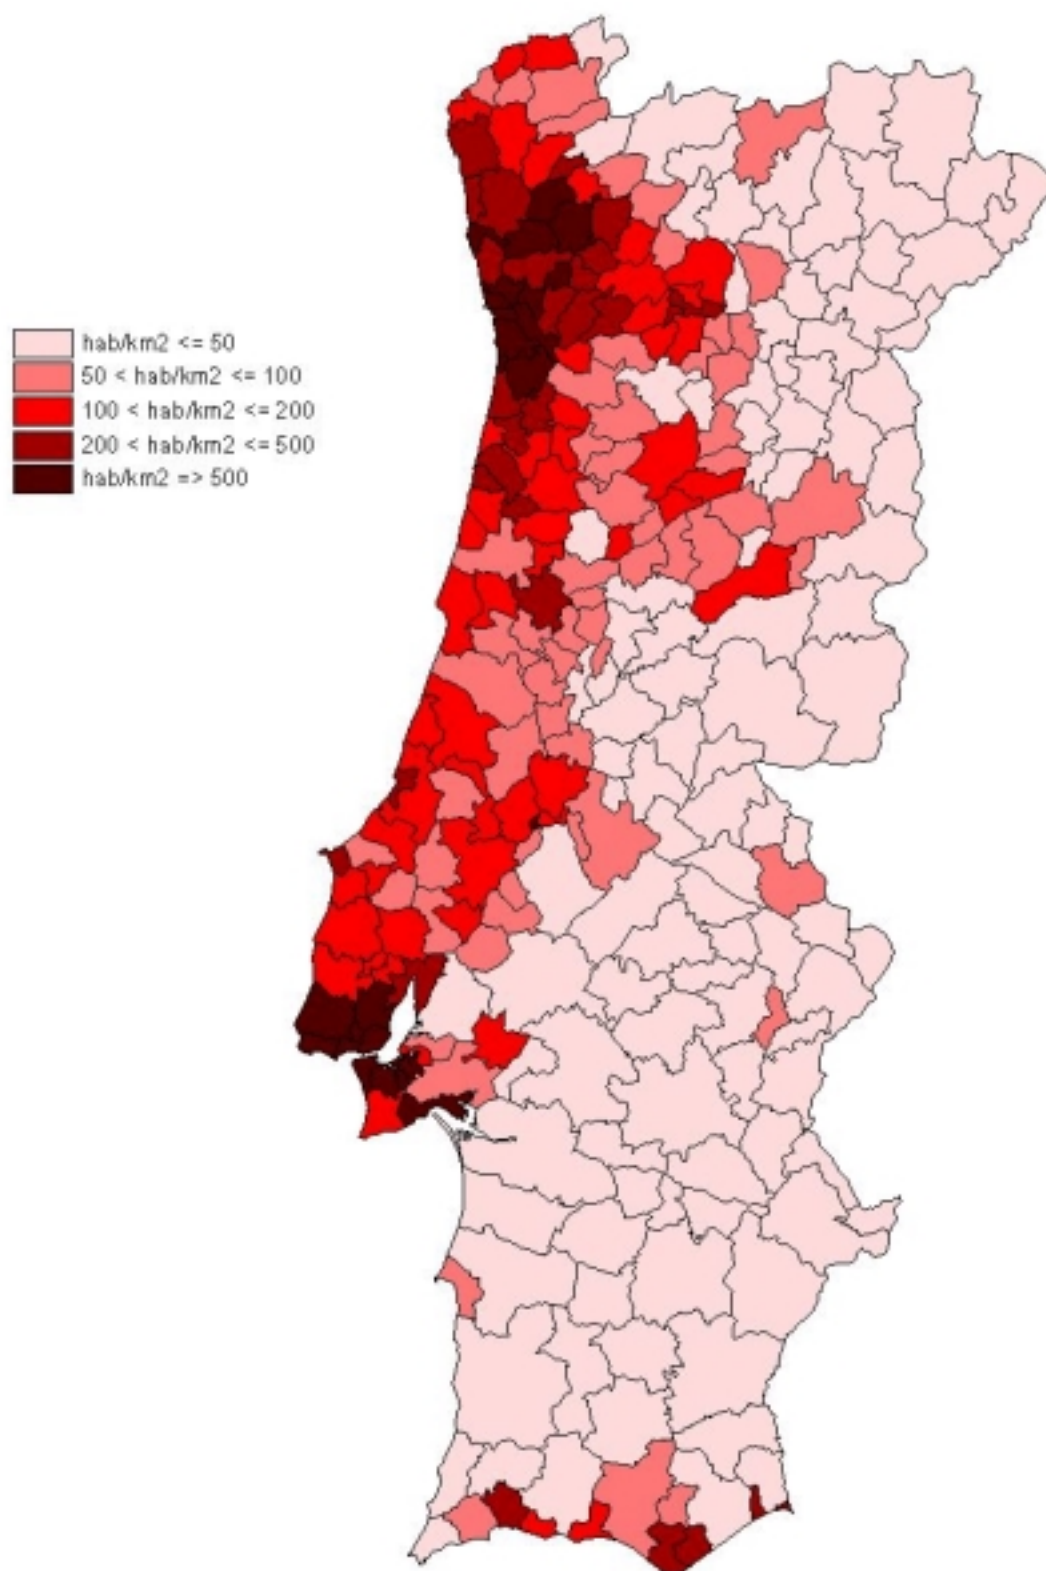 hab/km2 <= 50
50 < hab/km2 <= 100
100 < hab/km2 <= 200
200 < hab/km2 <= 500
hab/km2 => 500